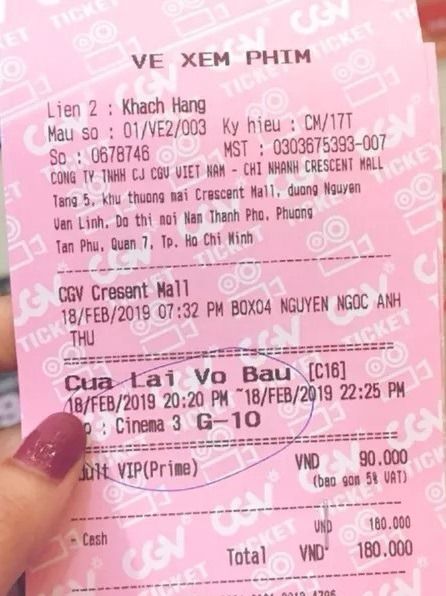 VE XEM PHIM
Lien 2 : Khach Hang
Mau so : 01/VE2/003 Ky hieu : CM/17T
So : 0678746 MST : 0303675393-007
CONG TY TNHH CJ CGV VIET NAM - CHI NHANH CRESCENT MALL
Tang 5, khu thuong mai Crescent Mall, duong Nguyen
Van Linh, Do thi moi Nam Thanh Pho, Phuong
Tan Phu, Quan 7, Tp. Ho Chi Minh
CGV Cresent Mall
18/FEB/2019 07:32 PM BOX04 NGUYEN NGOC ANH
THU
Cua Lai Vo Bau [C16]
18/FEB/2019 20:20 PM ~18/FEB/2019 22:25 PM
: Cinema 3 G-10
VIP(Prime) VND 90.000
(bao gom 5% VAT)
VND 180.000
- Cash
Total VND 180.000
CGV TICKET